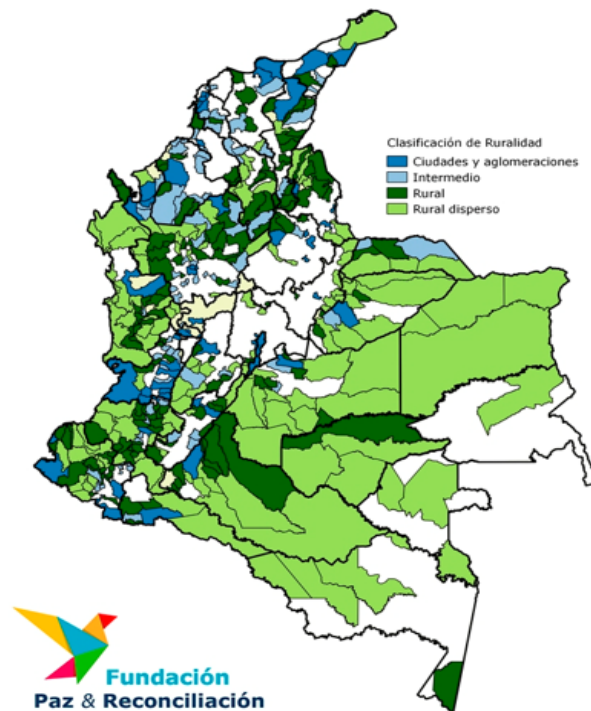 Clasificación de Ruralidad
Ciudades y aglomeraciones
Intermedio
Rural
Rural disperso
Fundación
Paz & Reconciliación